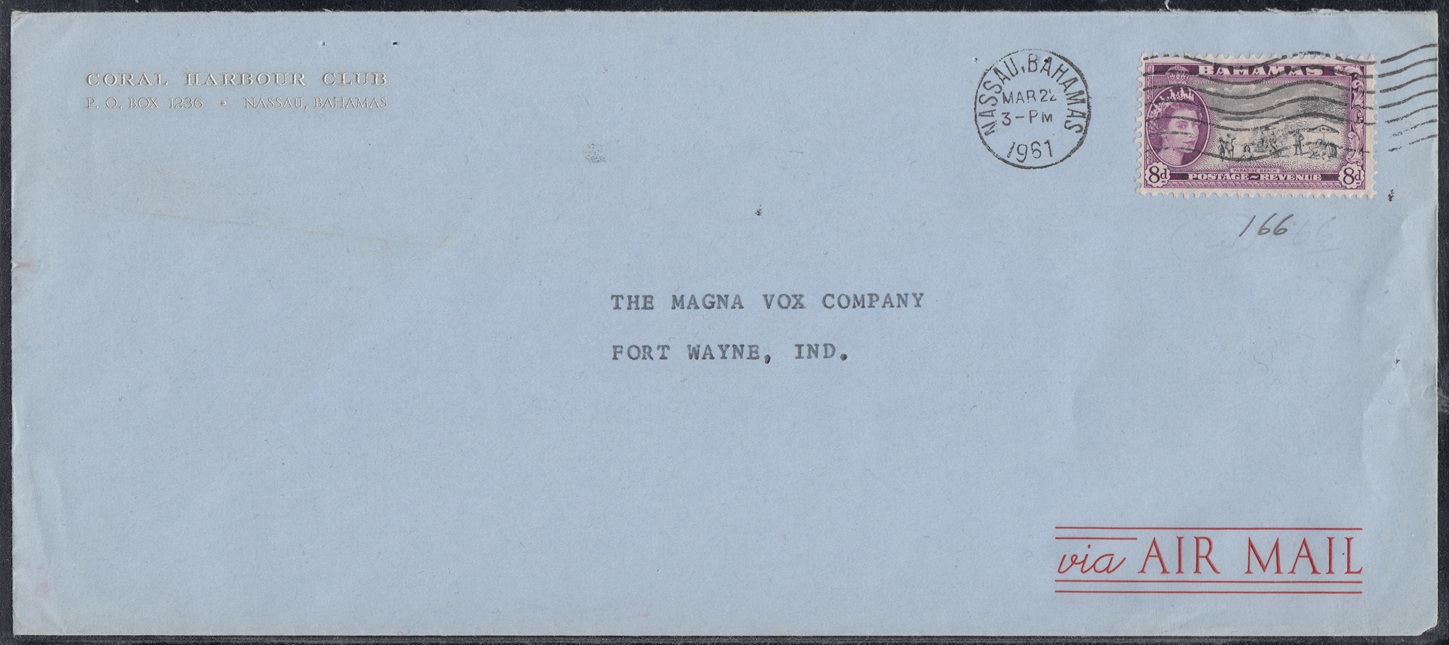 CORAL HARBOUR CLUB
P. O. BOX 1236 • NASSAU, BAHAMAS
NASSAU, BAHAMAS
MAR 22
3-PM
1961
BAHAMAS
8d
POSTAGE~REVENUE
8d
166
THE MAGNA VOX COMPANY
FORT WAYNE, IND.
via AIR MAIL